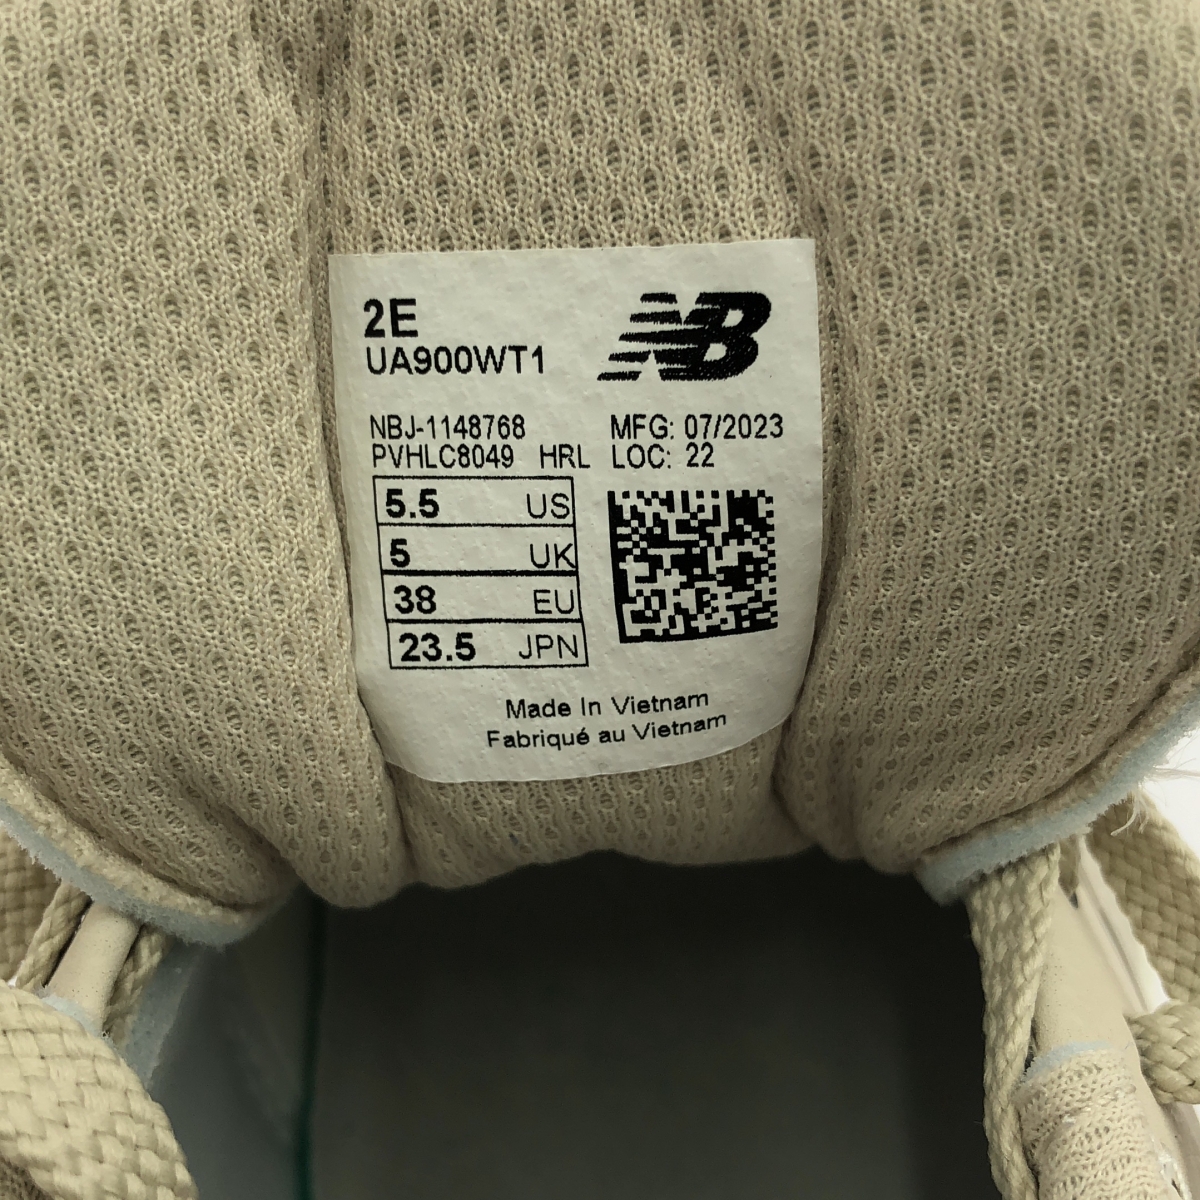 2E
UA900WT1
NB
NBJ-1148768 MFG: 07/2023
PVHLC8049 HRL LOC: 22
5.5 US
5 UK
38 EU
23.5 JPN
Made In Vietnam
Fabriqué au Vietnam